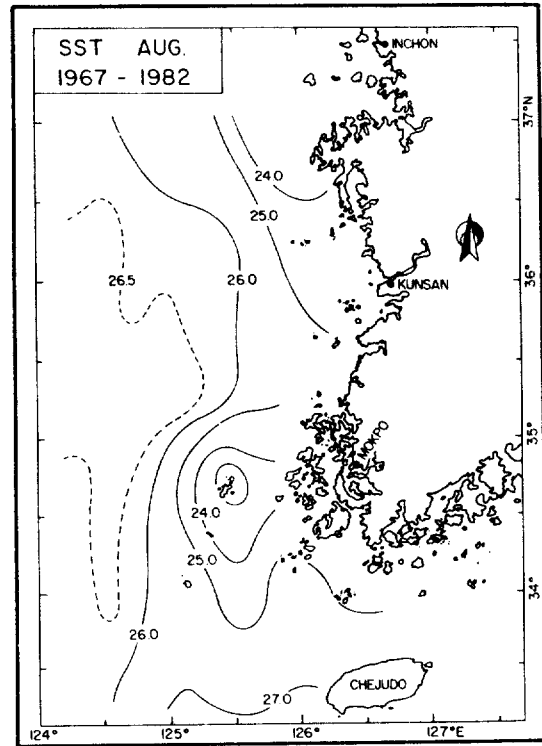 SST AUG.
1967 - 1982
INCHON
37°N
24.0
25.0
26.5
26.0
36°
KUNSAN
35°
MOKPO
24.0
25.0
34°
26.0
27.0
CHEJUDO
124°
125°
126°
127°E